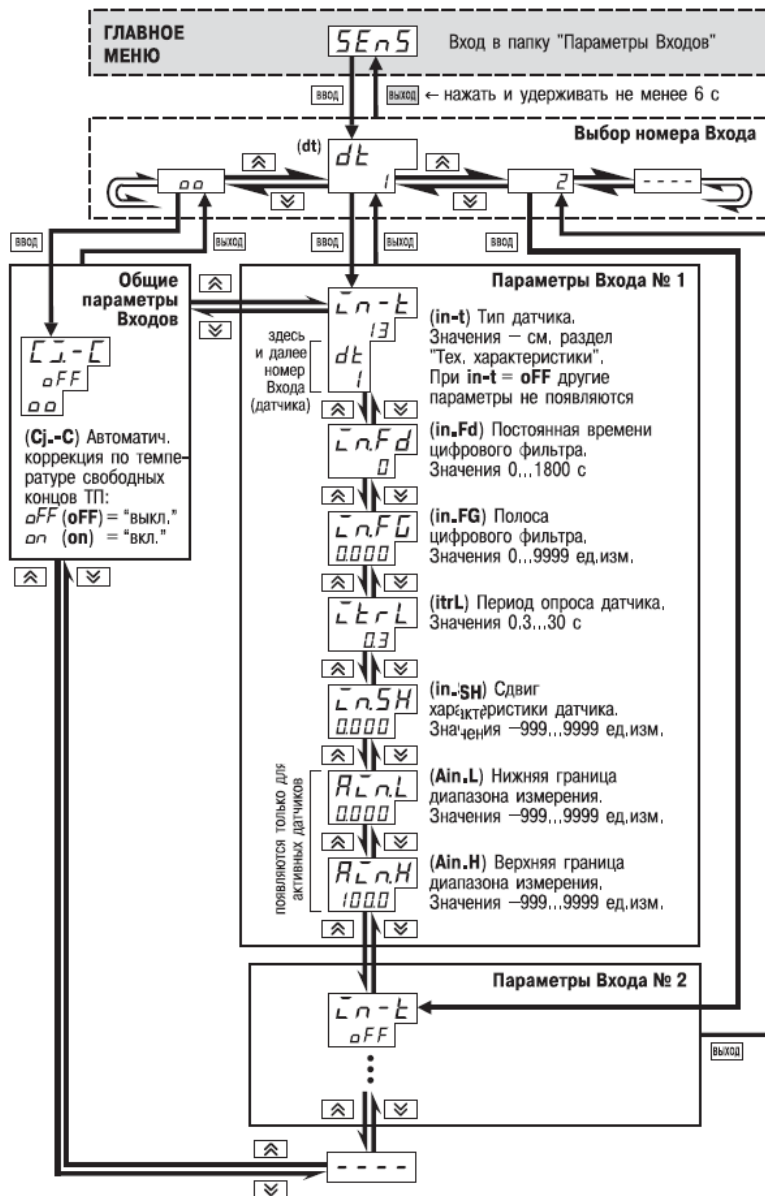 ГЛАВНОЕ
МЕНЮ
SEnS
Вход в папку "Параметры Входов"
ввод
выход
← нажать и удерживать не менее 6 с
Выбор номера Входа
(dt)
dt
1
oo
2
----
ввод
выход
ввод
выход
ввод
Общие
параметры
Входов
Cj.-C
oFF
oo
(Cj.-C) Автоматич.
коррекция по темпе-
ратуре свободных
концов ТП:
oFF (oFF) = "выкл."
on (on) = "вкл."
Параметры Входа № 1
in-t
13
dt
1
здесь
и далее
номер
Входа
(датчика)
(in-t) Тип датчика.
Значения – см. раздел
"Тех. характеристики".
При in-t = oFF другие
параметры не появляются
in.Fd
0
(in.Fd) Постоянная времени
цифрового фильтра.
Значения 0...1800 с
in.FG
0.000
(in.FG) Полоса
цифрового фильтра.
Значения 0...9999 ед.изм.
itrL
0.3
(itrL) Период опроса датчика.
Значения 0.3...30 с
in.SH
0.000
(in.SH) Сдвиг
характеристики датчика.
Значения –999...9999 ед.изм.
появляются только для
активных датчиков
Ain.L
0.000
(Ain.L) Нижняя граница
диапазона измерения.
Значения –999...9999 ед.изм.
Ain.H
100.0
(Ain.H) Верхняя граница
диапазона измерения.
Значения –999...9999 ед.изм.
Параметры Входа № 2
in-t
oFF
выход
----